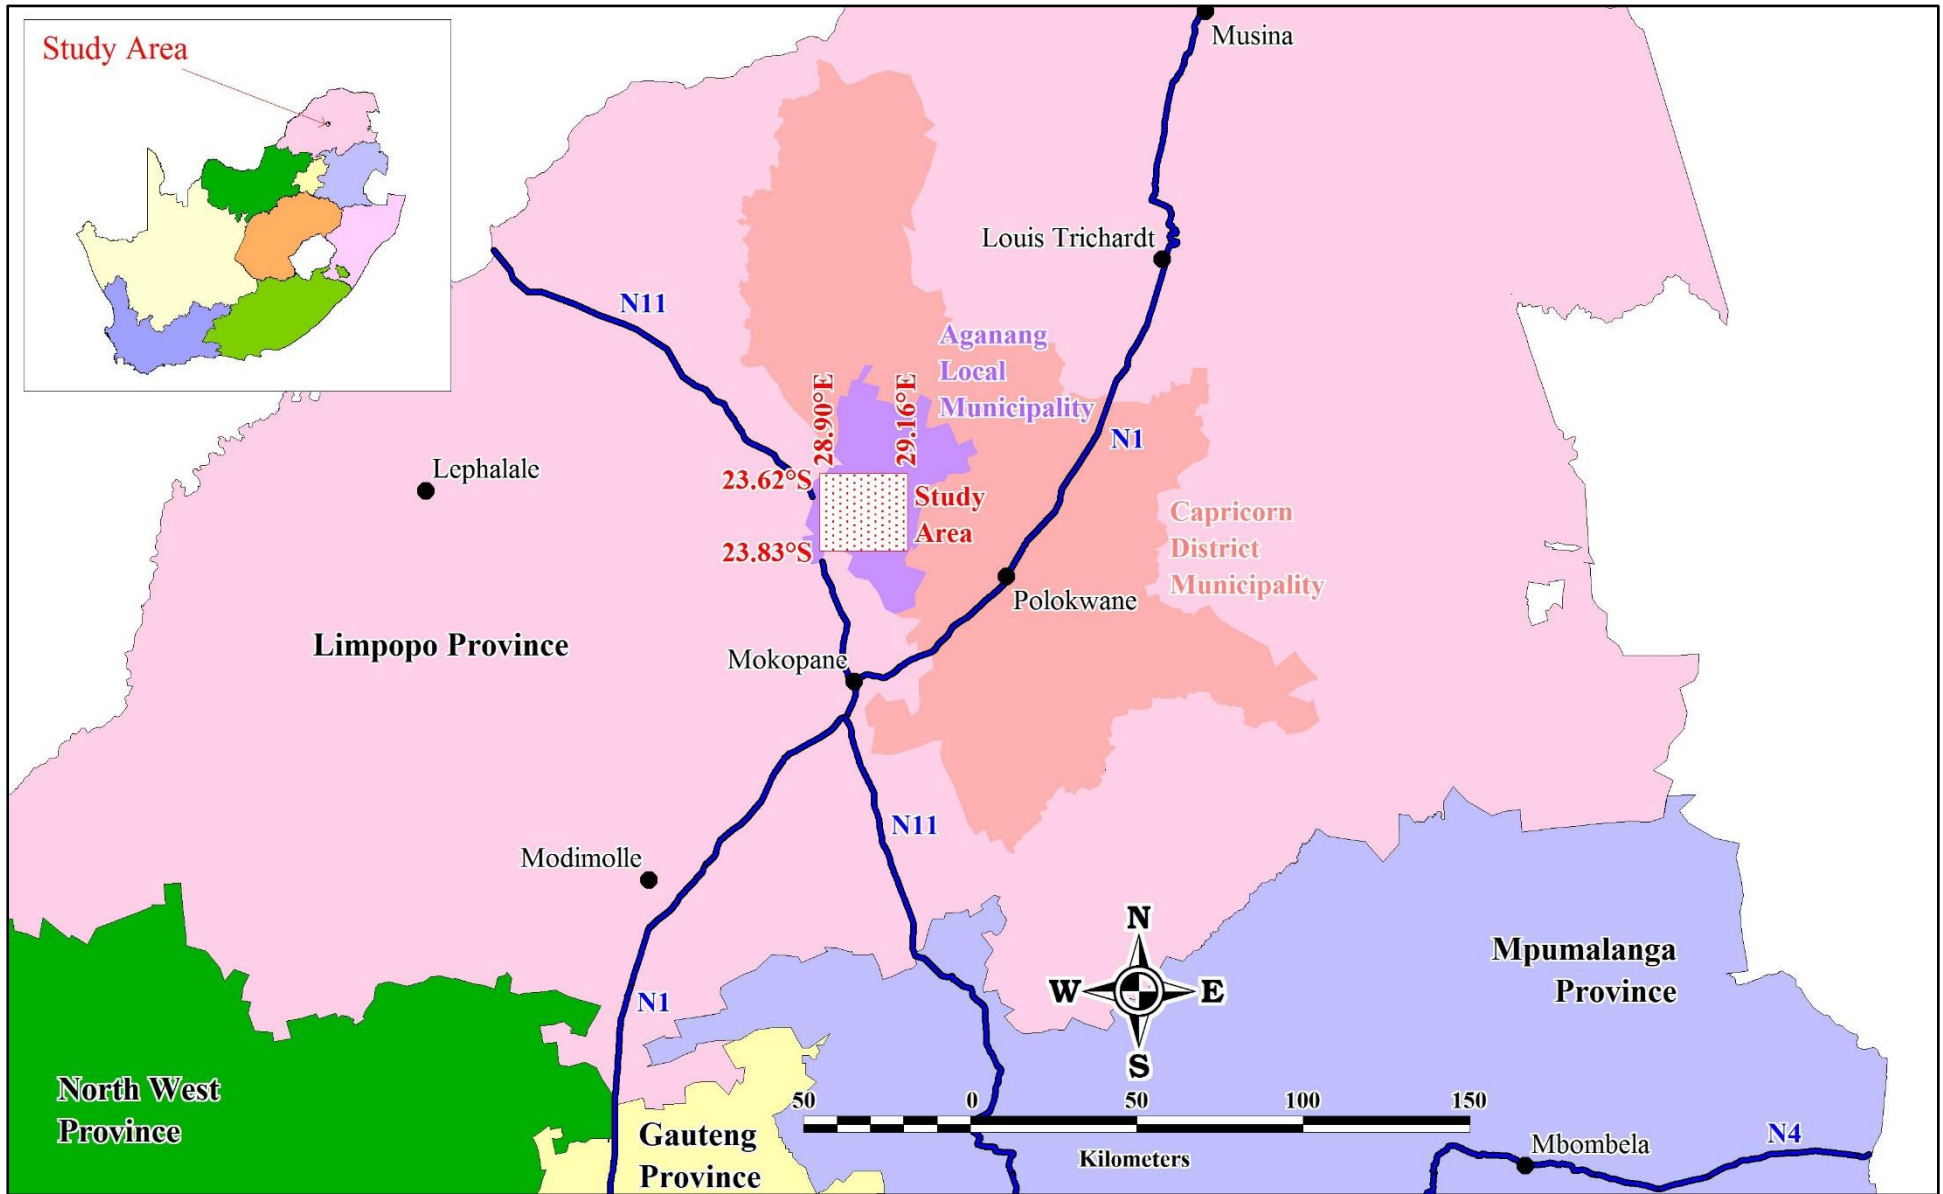 Study Area
Musina
Louis Trichardt
N11
Aganang
Local
Municipality
28.90°E
29.16°E
N1
Lephalale
23.62°S
Study
Area
23.83°S
Capricorn
District
Municipality
Polokwane
Limpopo Province
Mokopane
N11
Modimolle
N
W
E
S
Mpumalanga
Province
N1
North West
Province
Gauteng
Province
50 0 50 100 150
Kilometers
Mbombela
N4